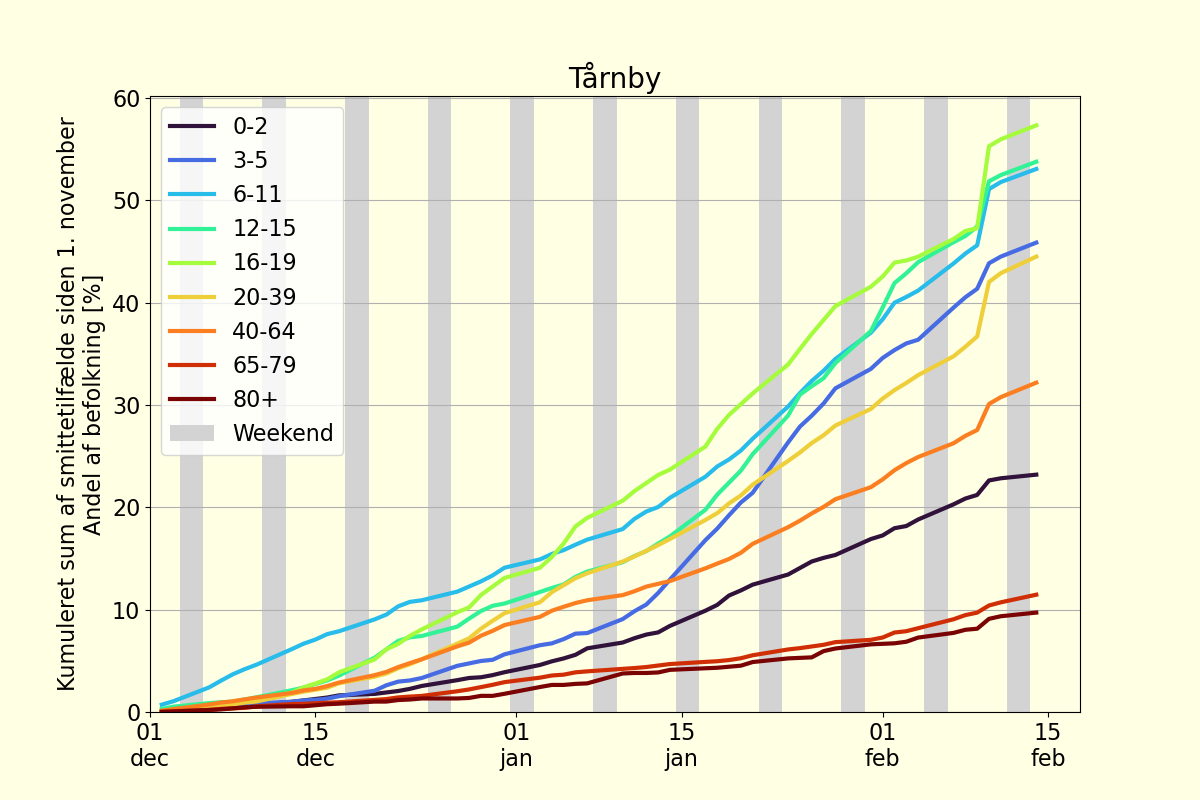 Tårnby
Kumuleret sum af smittetilfælde siden 1. november
Andel af befolkning [%]
60
50
40
30
20
10
0
0-2
3-5
6-11
12-15
16-19
20-39
40-64
65-79
80+
Weekend
01
dec
15
dec
01
jan
15
jan
01
feb
15
feb